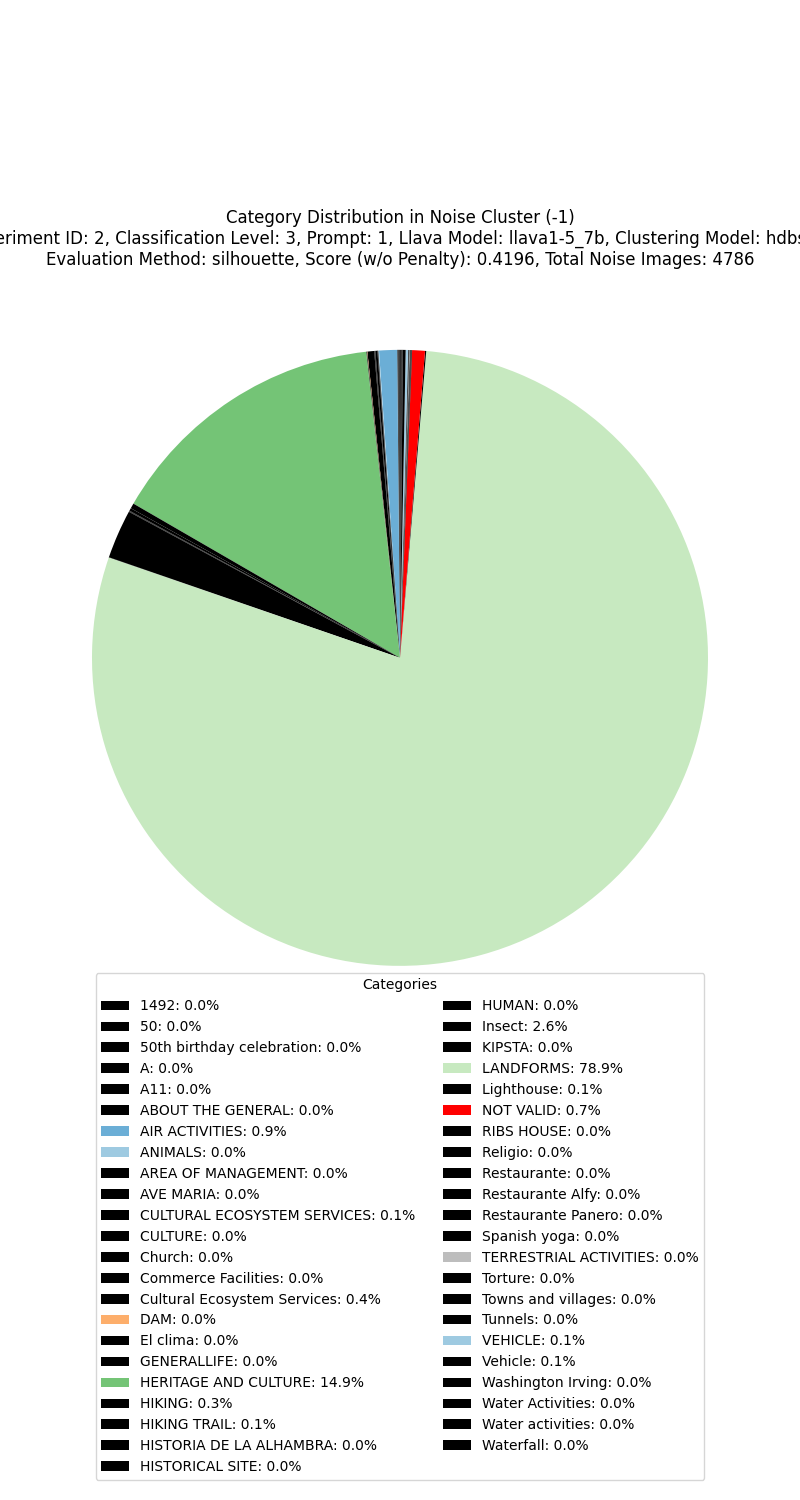 Category Distribution in Noise Cluster (-1)
eriment ID: 2, Classification Level: 3, Prompt: 1, Llava Model: llava1-5_7b, Clustering Model: hdbs
Evaluation Method: silhouette, Score (w/o Penalty): 0.4196, Total Noise Images: 4786
Categories
1492: 0.0%
50: 0.0%
50th birthday celebration: 0.0%
A: 0.0%
A11: 0.0%
ABOUT THE GENERAL: 0.0%
AIR ACTIVITIES: 0.9%
ANIMALS: 0.0%
AREA OF MANAGEMENT: 0.0%
AVE MARIA: 0.0%
CULTURAL ECOSYSTEM SERVICES: 0.1%
CULTURE: 0.0%
Church: 0.0%
Commerce Facilities: 0.0%
Cultural Ecosystem Services: 0.4%
DAM: 0.0%
El clima: 0.0%
GENERALLIFE: 0.0%
HERITAGE AND CULTURE: 14.9%
HIKING: 0.3%
HIKING TRAIL: 0.1%
HISTORIA DE LA ALHAMBRA: 0.0%
HISTORICAL SITE: 0.0%
HUMAN: 0.0%
Insect: 2.6%
KIPSTA: 0.0%
LANDFORMS: 78.9%
Lighthouse: 0.1%
NOT VALID: 0.7%
RIBS HOUSE: 0.0%
Religio: 0.0%
Restaurante: 0.0%
Restaurante Alfy: 0.0%
Restaurante Panero: 0.0%
Spanish yoga: 0.0%
TERRESTRIAL ACTIVITIES: 0.0%
Torture: 0.0%
Towns and villages: 0.0%
Tunnels: 0.0%
VEHICLE: 0.1%
Vehicle: 0.1%
Washington Irving: 0.0%
Water Activities: 0.0%
Water activities: 0.0%
Waterfall: 0.0%